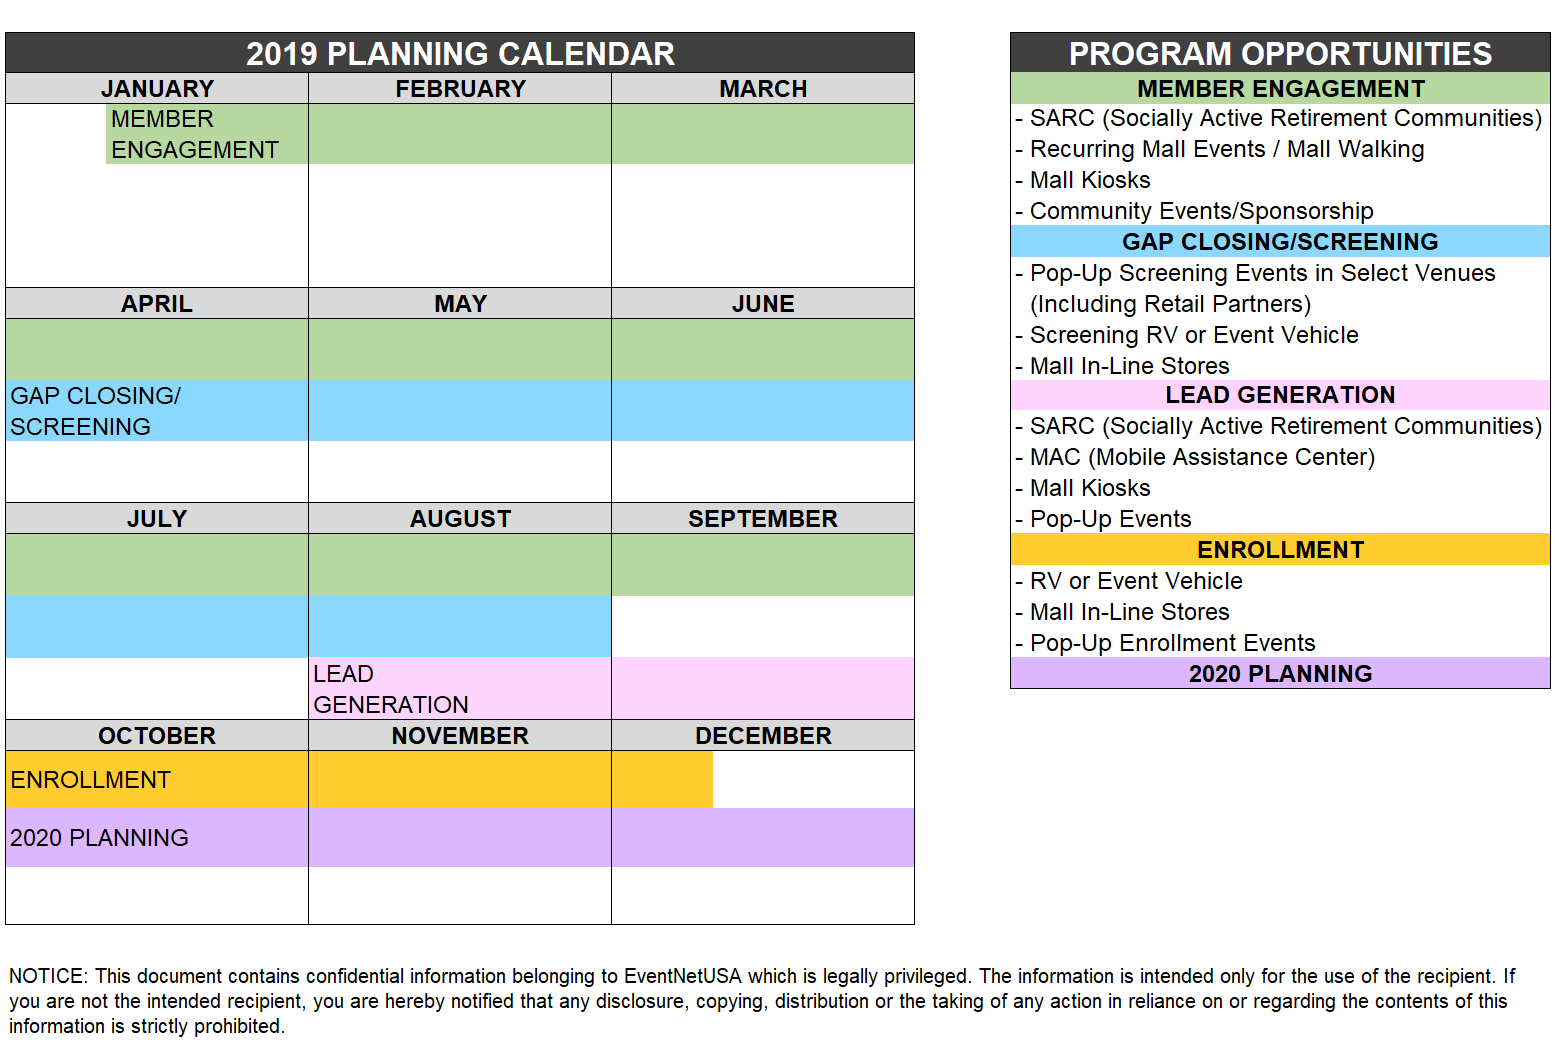 2019 PLANNING CALENDAR
JANUARY FEBRUARY MARCH
MEMBER
ENGAGEMENT
APRIL MAY JUNE
GAP CLOSING/
SCREENING
JULY AUGUST SEPTEMBER
LEAD
GENERATION
OCTOBER NOVEMBER DECEMBER
ENROLLMENT
2020 PLANNING
PROGRAM OPPORTUNITIES
MEMBER ENGAGEMENT
- SARC (Socially Active Retirement Communities)
- Recurring Mall Events / Mall Walking
- Mall Kiosks
- Community Events/Sponsorship
GAP CLOSING/SCREENING
- Pop-Up Screening Events in Select Venues
(Including Retail Partners)
- Screening RV or Event Vehicle
- Mall In-Line Stores
LEAD GENERATION
- SARC (Socially Active Retirement Communities)
- MAC (Mobile Assistance Center)
- Mall Kiosks
- Pop-Up Events
ENROLLMENT
- RV or Event Vehicle
- Mall In-Line Stores
- Pop-Up Enrollment Events
2020 PLANNING
NOTICE: This document contains confidential information belonging to EventNetUSA which is legally privileged. The information is intended only for the use of the recipient. If
you are not the intended recipient, you are hereby notified that any disclosure, copying, distribution or the taking of any action in reliance on or regarding the contents of this
information is strictly prohibited.